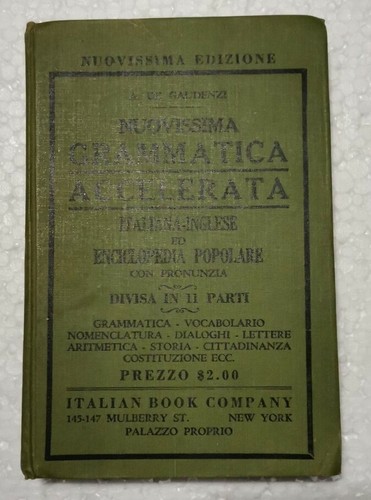 NUOVISSIMA EDIZIONE
A. DE GAUDENZI
NUOVISSIMA
GRAMMATICA
ACCELERATA
ITALIANA-INGLESE
ED
ENCICLOPEDIA POPOLARE
CON PRONUNZIA
DIVISA IN 11 PARTI
GRAMMATICA - VOCABOLARIO
NOMENCLATURA - DIALOGHI - LETTERE
ARITMETICA - STORIA - CITTADINANZA
COSTITUZIONE ECC.
PREZZO $2.00
ITALIAN BOOK COMPANY
145-147 MULBERRY ST. NEW YORK
PALAZZO PROPRIO